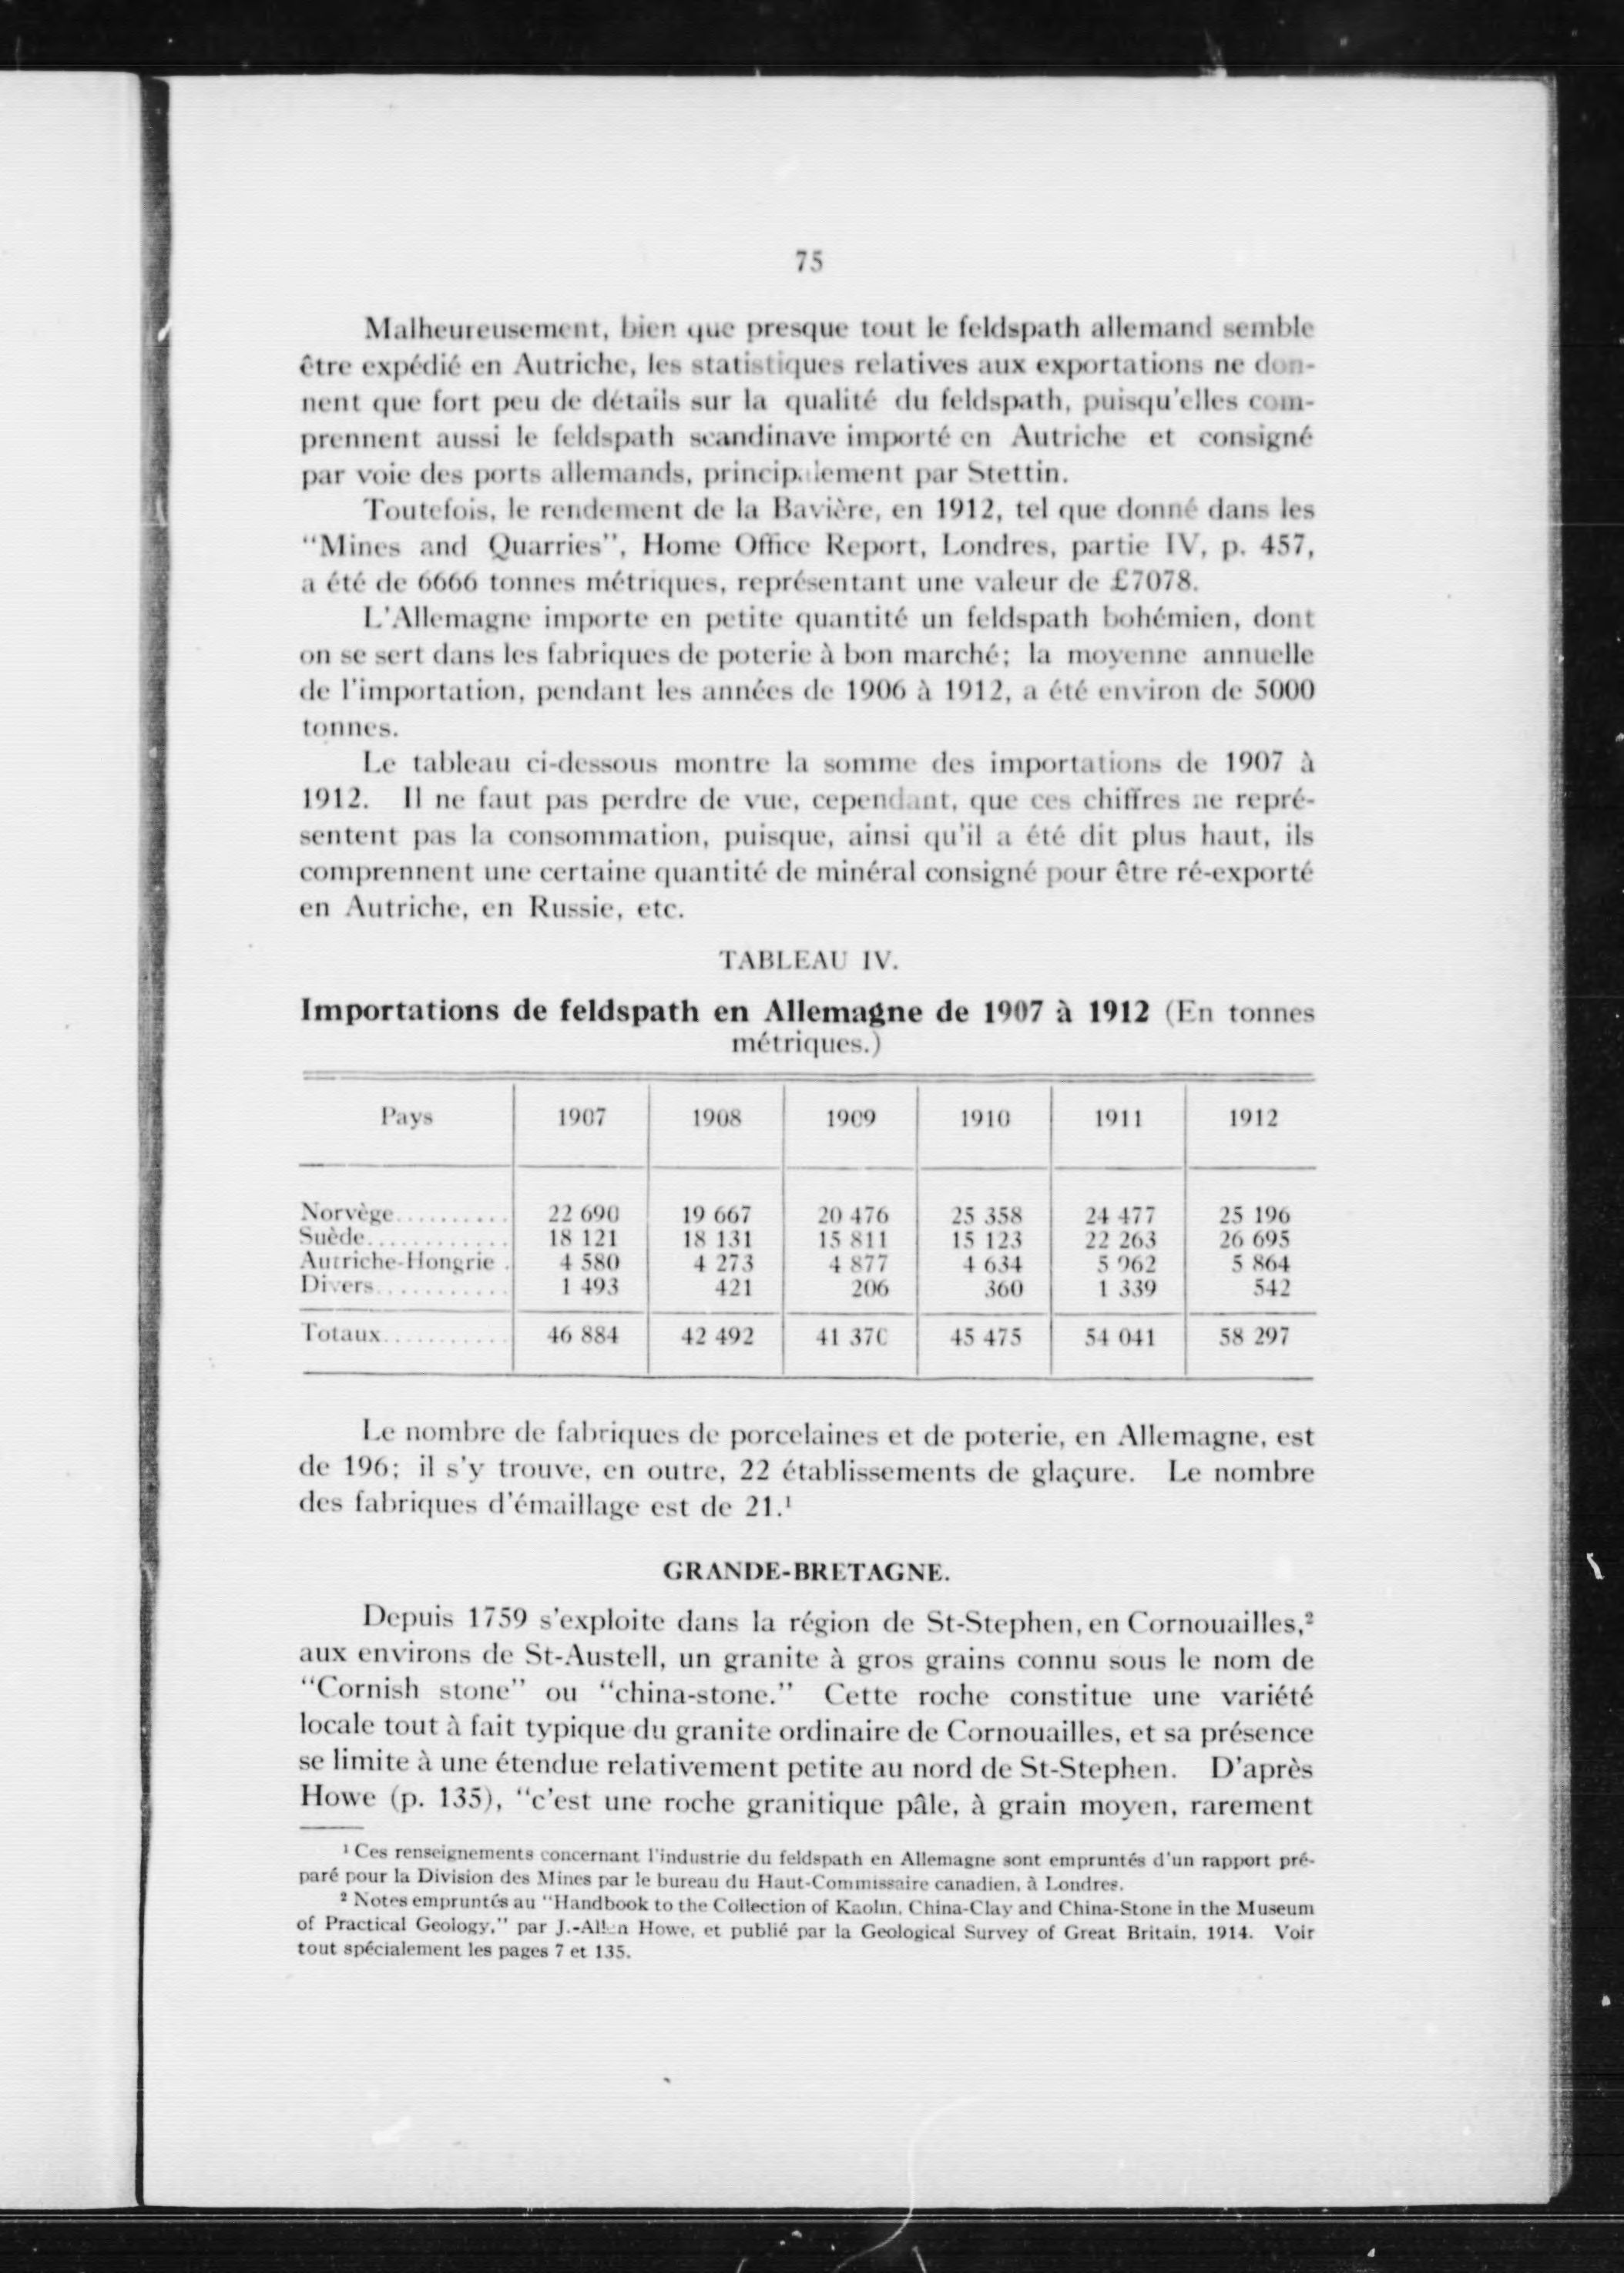 75
Malheureusement, bien que presque tout le feldspath allemand semble
être expédié en Autriche, les statistiques relatives aux exportations ne don-
nent que fort peu de détails sur la qualité du feldspath, puisqu'elles com-
prennent aussi le feldspath scandinave importé en Autriche et consigné
par voie des ports allemands, principalement par Stettin.
Toutefois, le rendement de la Bavière, en 1912, tel que donné dans les
"Mines and Quarries", Home Office Report, Londres, partie IV, p. 457,
a été de 6666 tonnes métriques, représentant une valeur de £7078.
L'Allemagne importe en petite quantité un feldspath bohémien, dont
on se sert dans les fabriques de poterie à bon marché; la moyenne annuelle
de l'importation, pendant les années de 1906 à 1912, a été environ de 5000
tonnes.
Le tableau ci-dessous montre la somme des importations de 1907 à
1912. Il ne faut pas perdre de vue, cependant, que ces chiffres ne repré-
sentent pas la consommation, puisque, ainsi qu'il a été dit plus haut, ils
comprennent une certaine quantité de minéral consigné pour être ré-exporté
en Autriche, en Russie, etc.
TABLEAU IV.
Importations de feldspath en Allemagne de 1907 à 1912 (En tonnes
métriques.)
Pays 1907 1908 1909 1910 1911 1912
Norvège.......... 22 690 19 667 20 476 25 358 24 477 25 196
Suède............ 18 121 18 131 15 811 15 123 22 263 26 695
Autriche-Hongrie . 4 580 4 273 4 877 4 634 5 962 5 864
Divers........... 1 493 421 206 360 1 339 542
Totaux.......... 46 884 42 492 41 370 45 475 54 041 58 297
Le nombre de fabriques de porcelaines et de poterie, en Allemagne, est
de 196; il s'y trouve, en outre, 22 établissements de glaçure. Le nombre
des fabriques d'émaillage est de 21.¹
GRANDE-BRETAGNE.
Depuis 1759 s'exploite dans la région de St-Stephen, en Cornouailles,²
aux environs de St-Austell, un granite à gros grains connu sous le nom de
"Cornish stone" ou "china-stone." Cette roche constitue une variété
locale tout à fait typique du granite ordinaire de Cornouailles, et sa présence
se limite à une étendue relativement petite au nord de St-Stephen. D'après
Howe (p. 135), "c'est une roche granitique pâle, à grain moyen, rarement
¹ Ces renseignements concernant l'industrie du feldspath en Allemagne sont empruntés d'un rapport pré-
paré pour la Division des Mines par le bureau du Haut-Commissaire canadien, à Londres.
² Notes empruntés au "Handbook to the Collection of Kaolin, China-Clay and China-Stone in the Museum
of Practical Geology," par J.-Allen Howe, et publié par la Geological Survey of Great Britain, 1914. Voir
tout spécialement les pages 7 et 135.